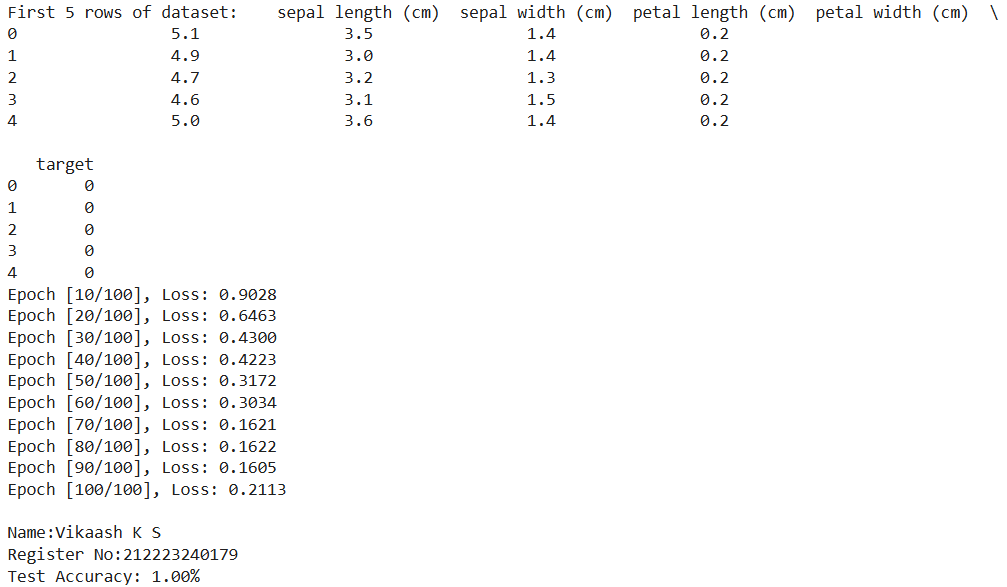 First 5 rows of dataset:    sepal length (cm)  sepal width (cm)  petal length (cm)  petal width (cm)  \
0                5.1               3.5                1.4               0.2
1                4.9               3.0                1.4               0.2
2                4.7               3.2                1.3               0.2
3                4.6               3.1                1.5               0.2
4                5.0               3.6                1.4               0.2
   target
0       0
1       0
2       0
3       0
4       0
Epoch [10/100], Loss: 0.9028
Epoch [20/100], Loss: 0.6463
Epoch [30/100], Loss: 0.4300
Epoch [40/100], Loss: 0.4223
Epoch [50/100], Loss: 0.3172
Epoch [60/100], Loss: 0.3034
Epoch [70/100], Loss: 0.1621
Epoch [80/100], Loss: 0.1622
Epoch [90/100], Loss: 0.1605
Epoch [100/100], Loss: 0.2113
Name:Vikaash K S
Register No:212223240179
Test Accuracy: 1.00%